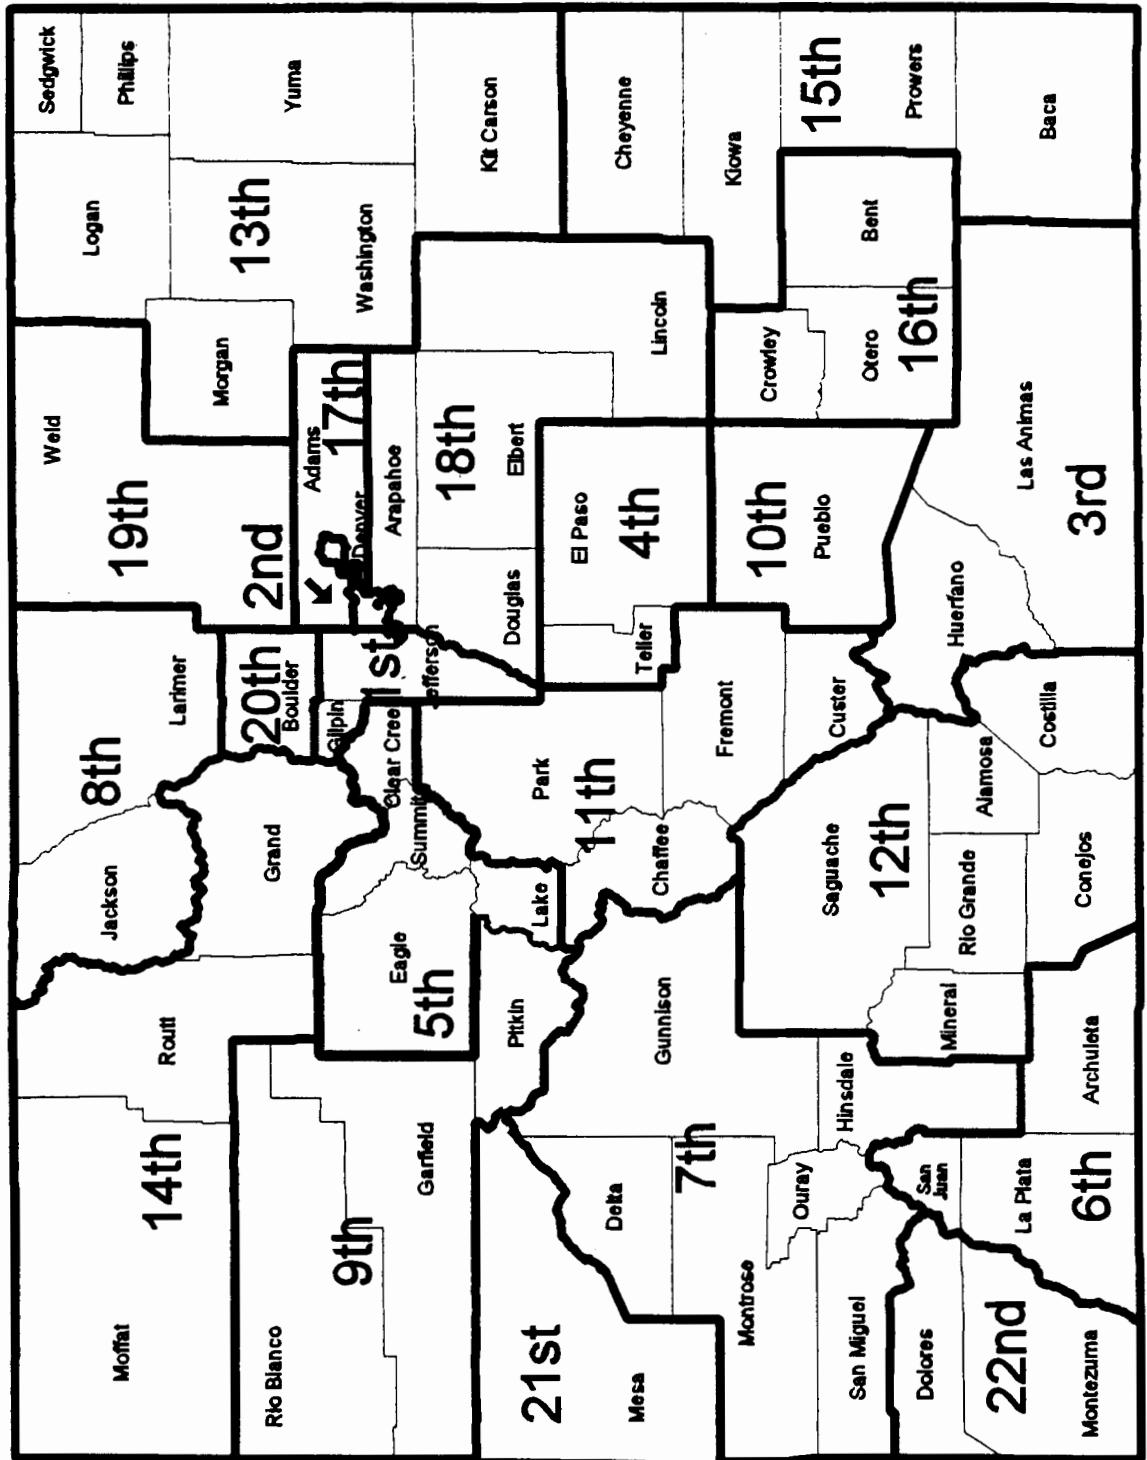 Moffat
14th
Routt
Jackson
8th
Larimer
19th
Weld
Logan
Sedgwick
Phillips
Morgan
13th
Washington
Yuma
Rio Blanco
9th
Garfield
Grand
20th
Boulder
2nd
Gilpin
Adams
17th
Denver
Eagle
5th
Summit
Clear Cree
1st
efferson
Arapahoe
18th
Douglas
Elbert
Lincoln
Kit Carson
21st
Mesa
Pitkin
Lake
Park
11th
Teller
El Paso
4th
Cheyenne
Delta
7th
Gunnison
Chaffee
Fremont
10th
Pueblo
Crowley
Kiowa
15th
Prowers
Montrose
Ouray
Hinsdale
Saguache
12th
Custer
Otero
16th
Bent
San Miguel
Dolores
San
Juan
Mineral
Rio Grande
Alamosa
Huerfano
Las Animas
3rd
Baca
22nd
Montezuma
La Plata
6th
Archuleta
Conejos
Costilla